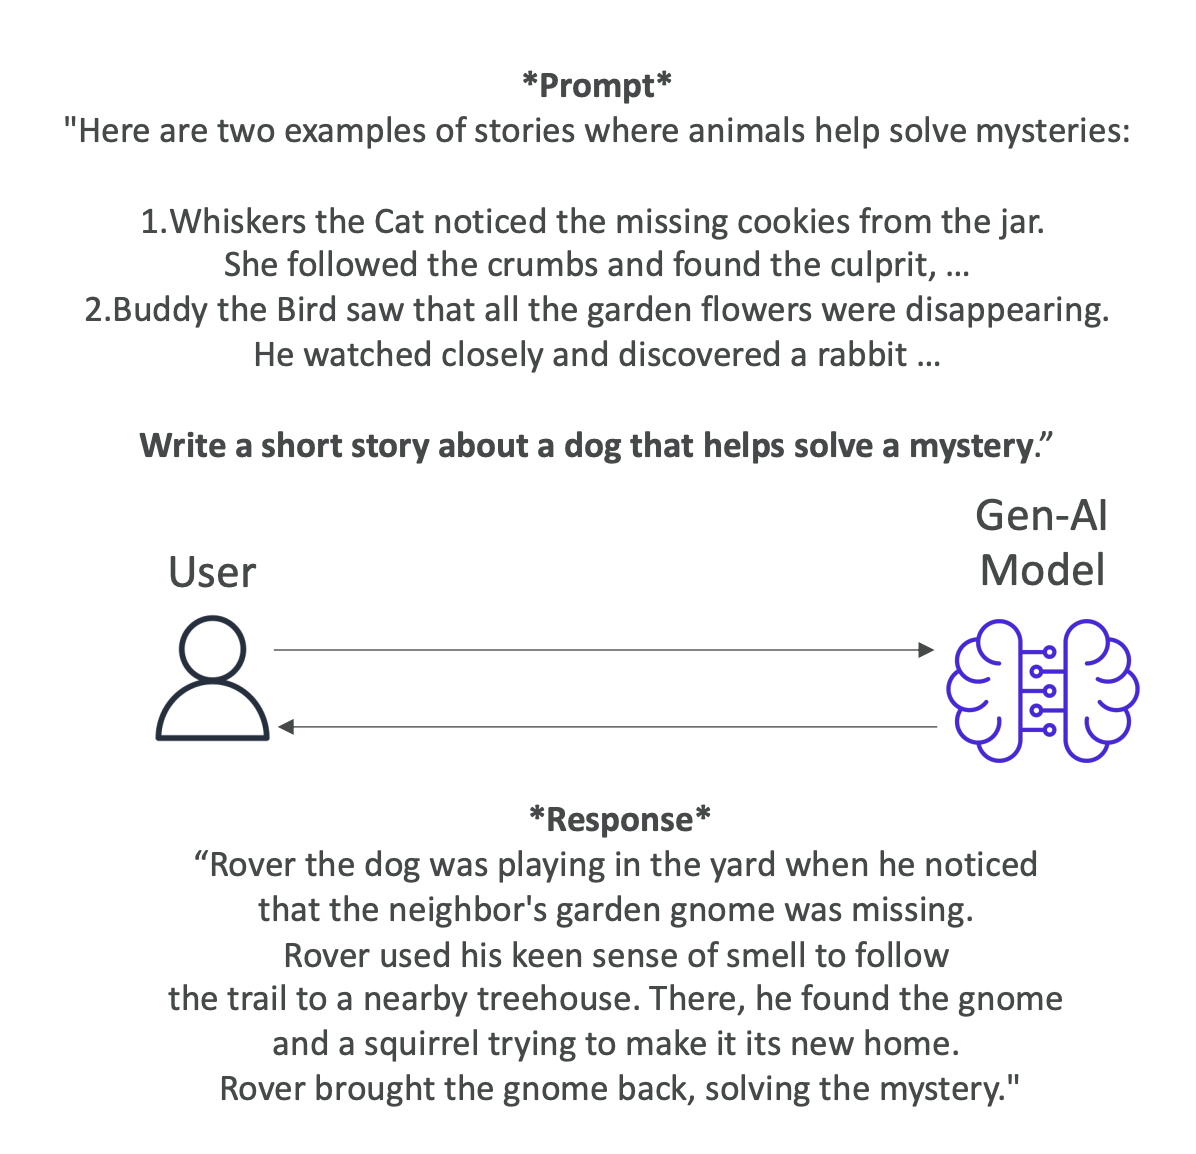 *Prompt*
"Here are two examples of stories where animals help solve mysteries:
1.Whiskers the Cat noticed the missing cookies from the jar.
She followed the crumbs and found the culprit, ...
2.Buddy the Bird saw that all the garden flowers were disappearing.
He watched closely and discovered a rabbit ...
Write a short story about a dog that helps solve a mystery.”
User
Gen-AI
Model
*Response*
“Rover the dog was playing in the yard when he noticed
that the neighbor's garden gnome was missing.
Rover used his keen sense of smell to follow
the trail to a nearby treehouse. There, he found the gnome
and a squirrel trying to make it its new home.
Rover brought the gnome back, solving the mystery."